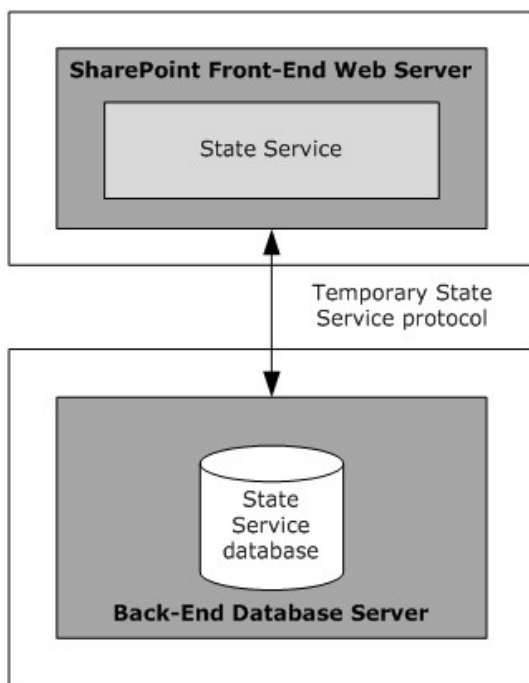 SharePoint Front-End Web Server
State Service
Temporary State
Service protocol
State
Service
database
Back-End Database Server